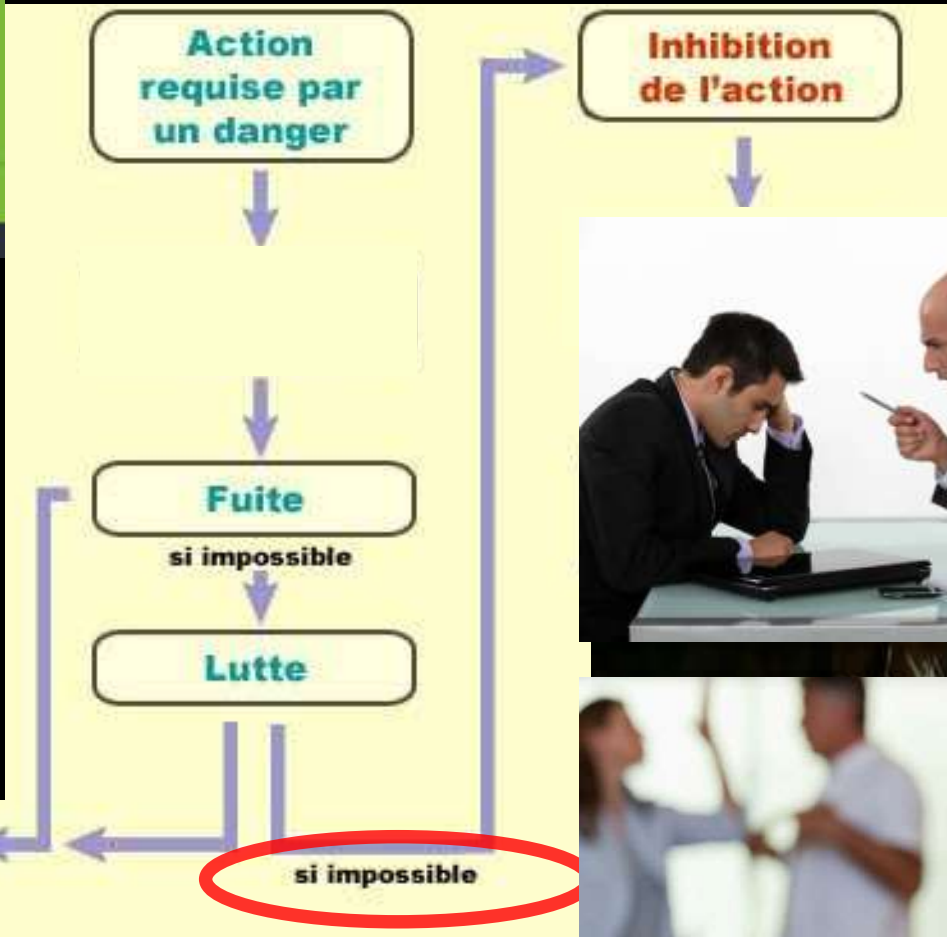 Action
requise par
un danger
Fuite
si impossible
Lutte
si impossible
Inhibition
de l'action